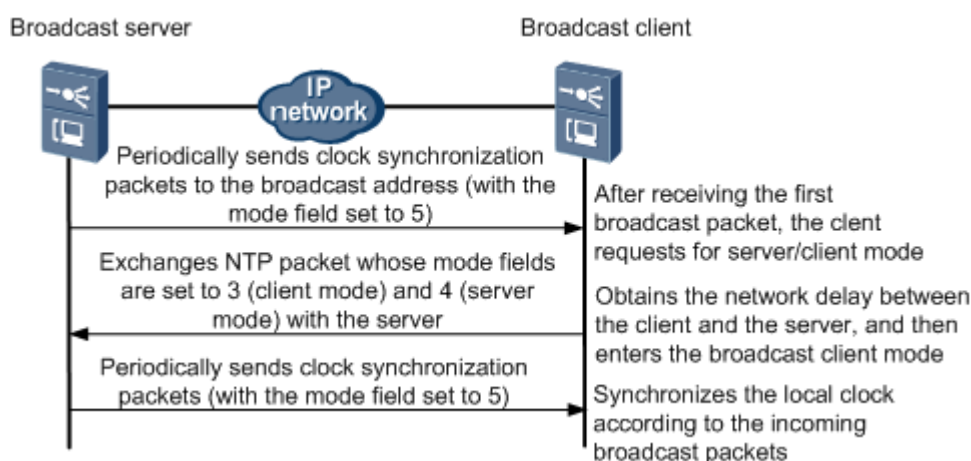 Broadcast server
Broadcast client
IP
network
Periodically sends clock synchronization
packets to the broadcast address (with the
mode field set to 5)
After receiving the first
broadcast packet, the clent
requests for server/client mode
Exchanges NTP packet whose mode fields
are set to 3 (client mode) and 4 (server
mode) with the server
Obtains the network delay between
the client and the server, and then
enters the broadcast client mode
Periodically sends clock synchronization
packets (with the mode field set to 5)
Synchronizes the local clock
according to the incoming
broadcast packets